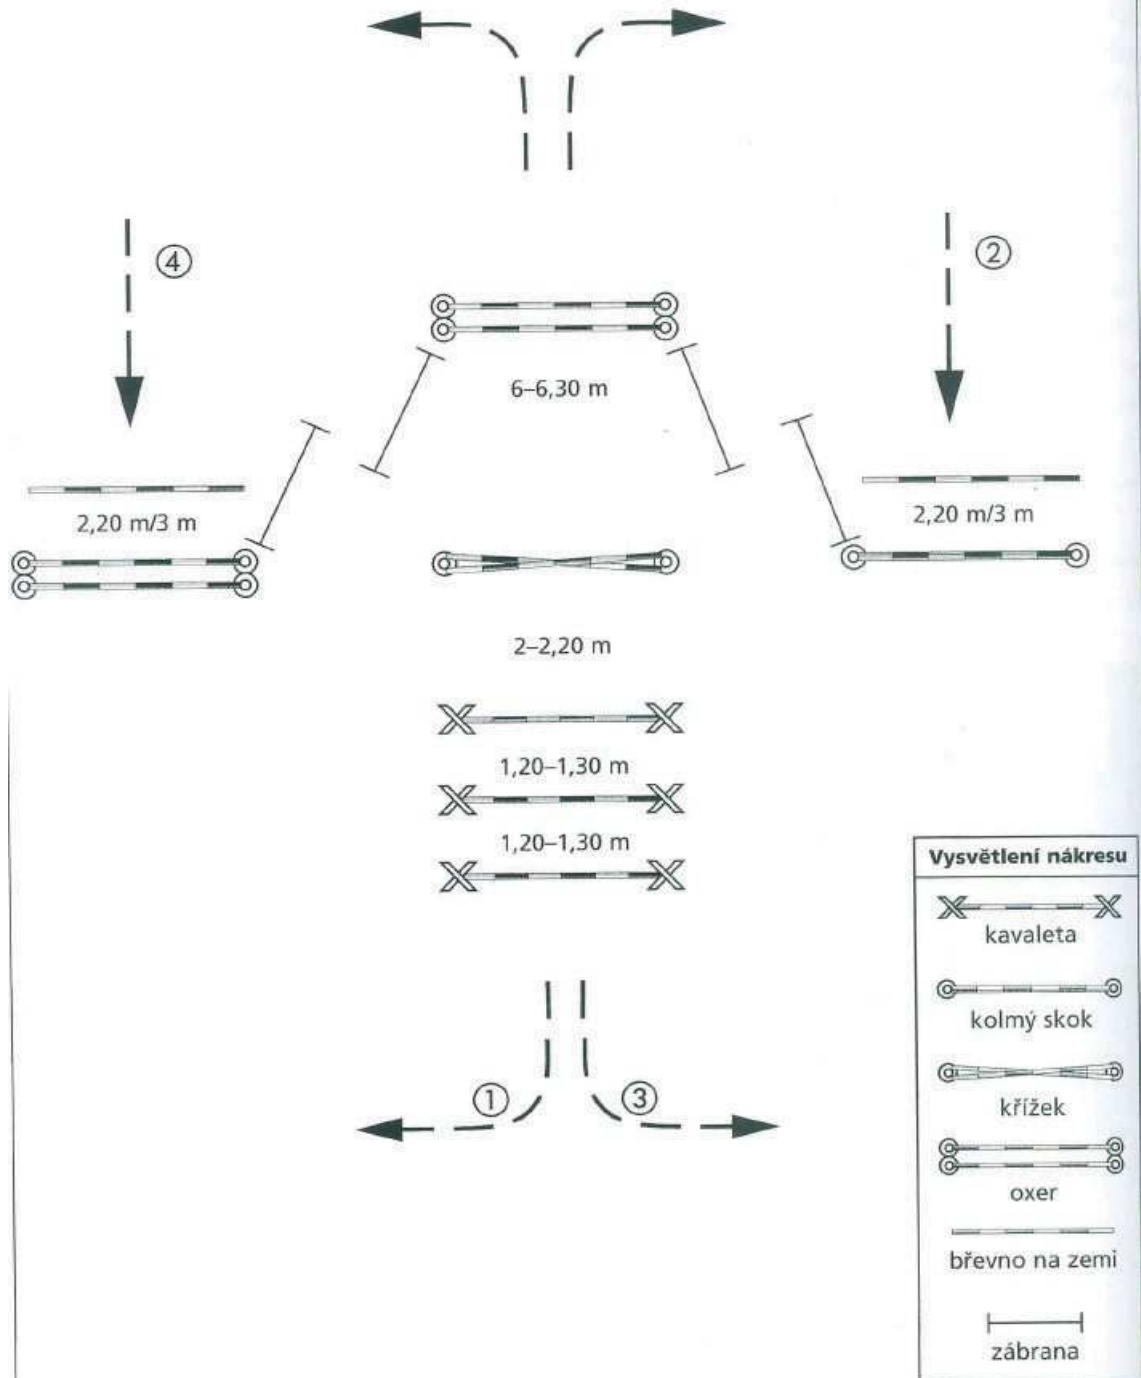 ④
②
6–6,30 m
2,20 m/3 m
2,20 m/3 m
2–2,20 m
1,20–1,30 m
1,20–1,30 m
①
③
Vysvětlení nákresu
kavaleta
kolmý skok
křížek
oxer
břevno na zemi
zábrana